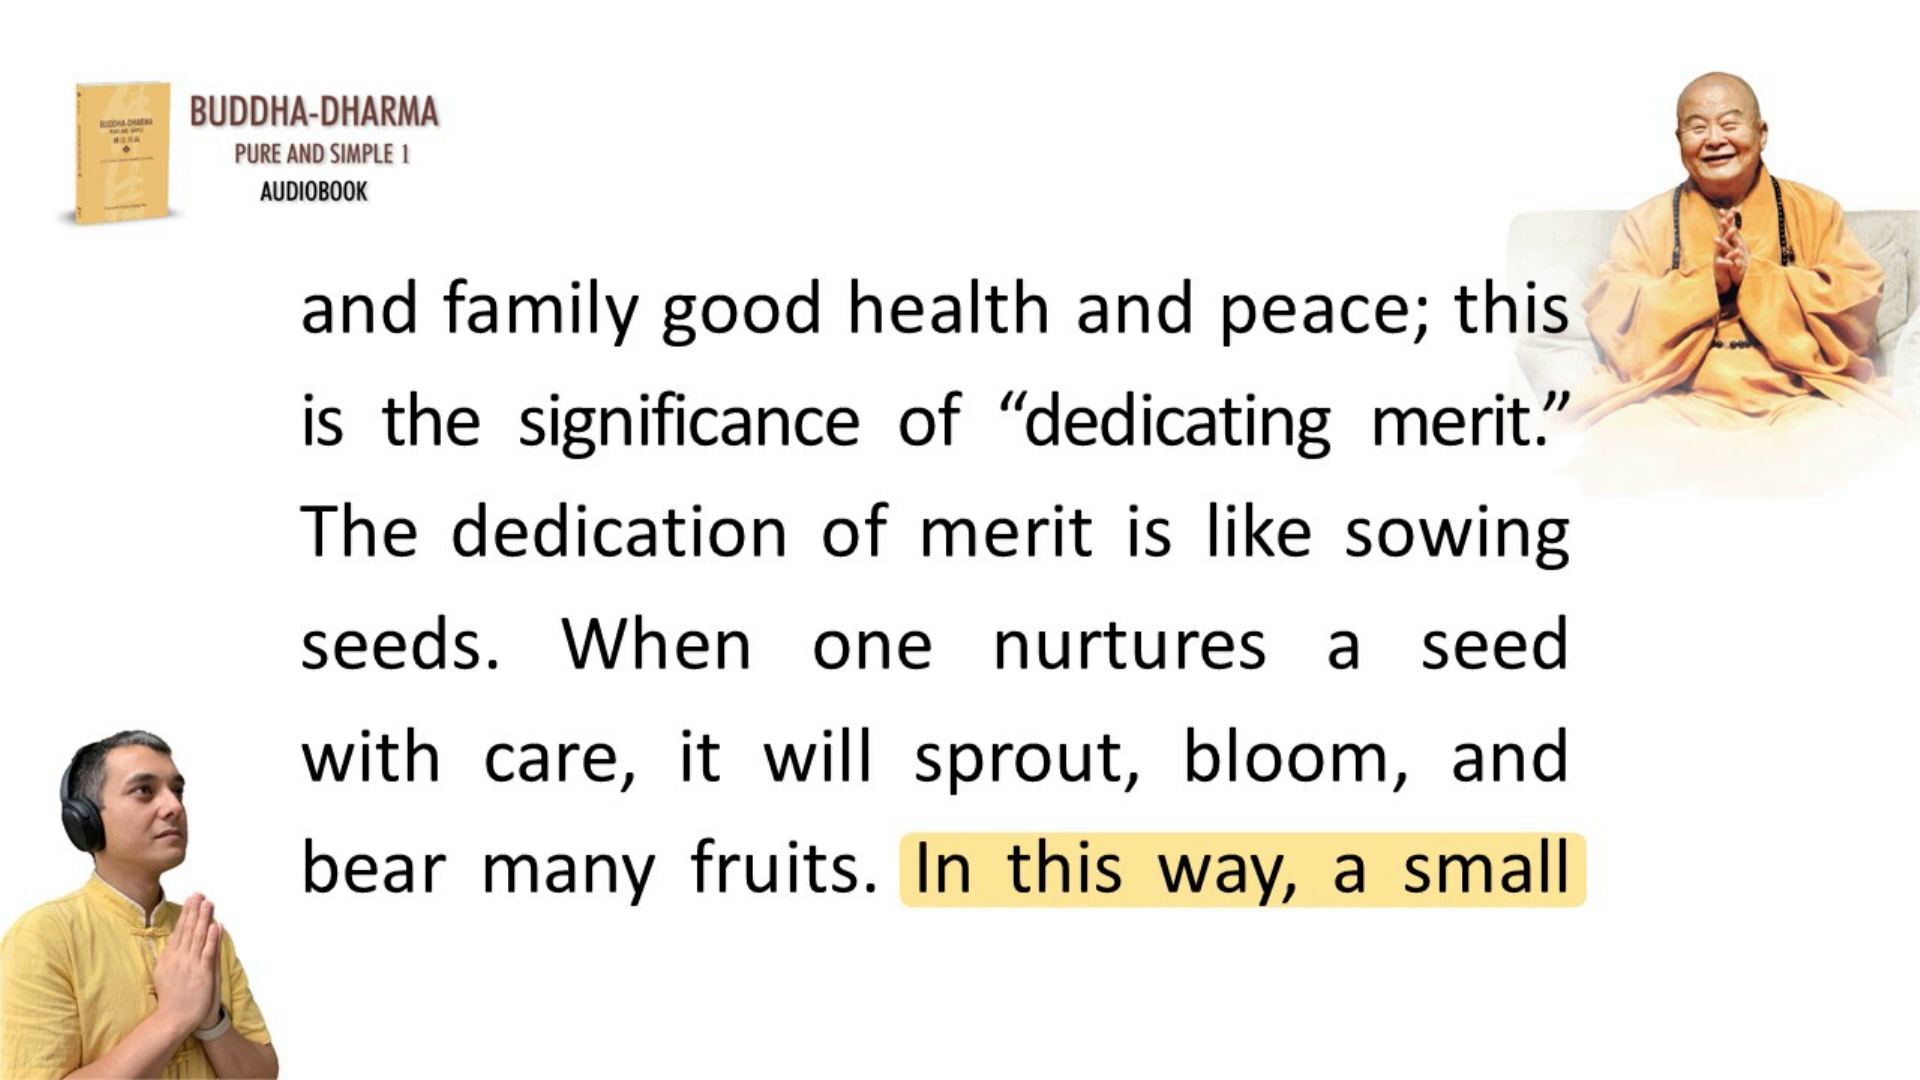 BUDDHA-DHARMA
PURE AND SIMPLE 1
AUDIOBOOK
BUDDHA-DHARMA
and family good health and peace; this
is the significance of “dedicating merit.”
The dedication of merit is like sowing
seeds. When one nurtures a seed
with care, it will sprout, bloom, and
bear many fruits. In this way, a small